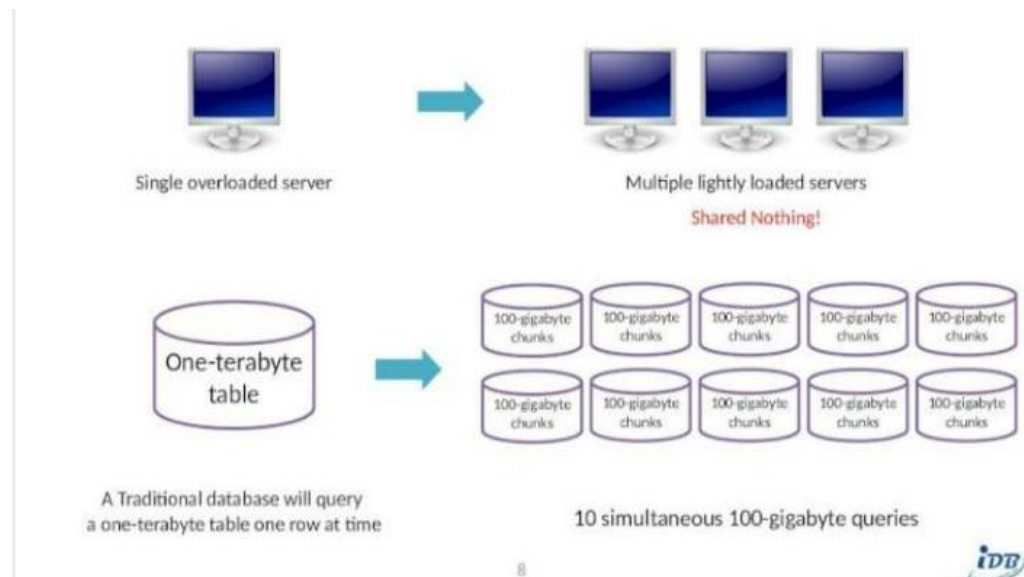 Single overloaded server
Multiple lightly loaded servers
Shared Nothing!
One-terabyte
table
100-gigabyte
chunks
100-gigabyte
chunks
100-gigabyte
chunks
100-gigabyte
chunks
100-gigabyte
chunks
100-gigabyte
chunks
100-gigabyte
chunks
100-gigabyte
chunks
100-gigabyte
chunks
100-gigabyte
chunks
A Traditional database will query
a one-terabyte table one row at time
10 simultaneous 100-gigabyte queries
8
iDB